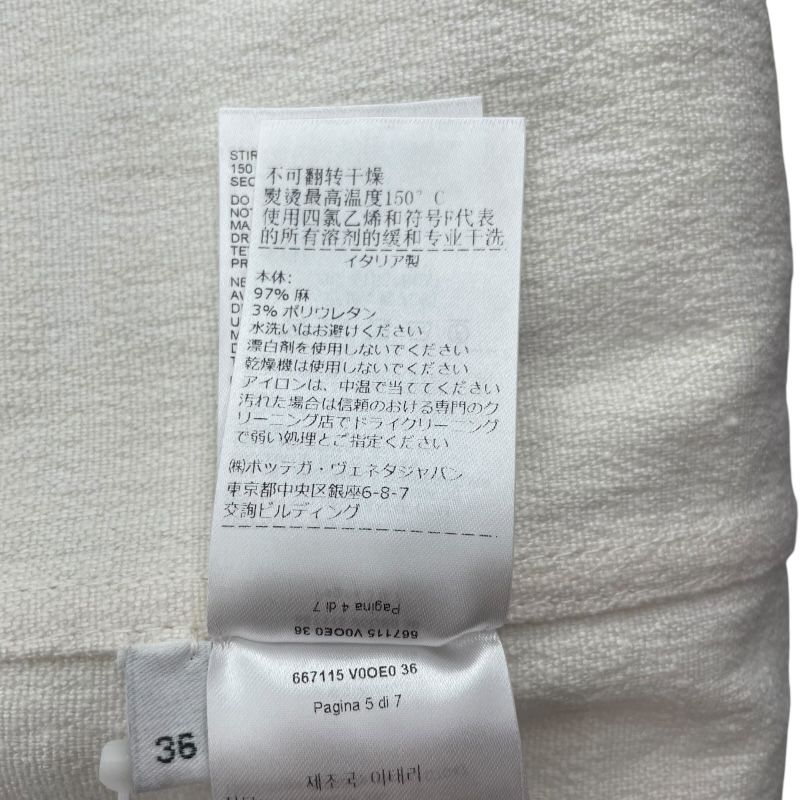 STIR
150
SEC
DO
NOT
MA
DR
TE
PR
NE
AV
D
U
M
D
T
不可翻转干燥
熨烫最高温度150° C
使用四氯乙烯和符号F代表
的所有溶剂的缓和专业干洗
イタリア製
本体:
97% 麻
3% ポリウレタン
水洗いはお避けください
漂白剤を使用しないでください
乾燥機は使用しないでください
アイロンは、中温で当ててください
汚れた場合は信頼のおける専門のク
リーニング店でドライクリーニング
で弱い処理とご指定ください
(株)ボッテガ・ヴェネタジャパン
東京都中央区銀座6-8-7
交詢ビルディング
Pagina 4 di 7
667115 V0OE0 36
667115 V0OE0 36
Pagina 5 di 7
36
제조국 이태리